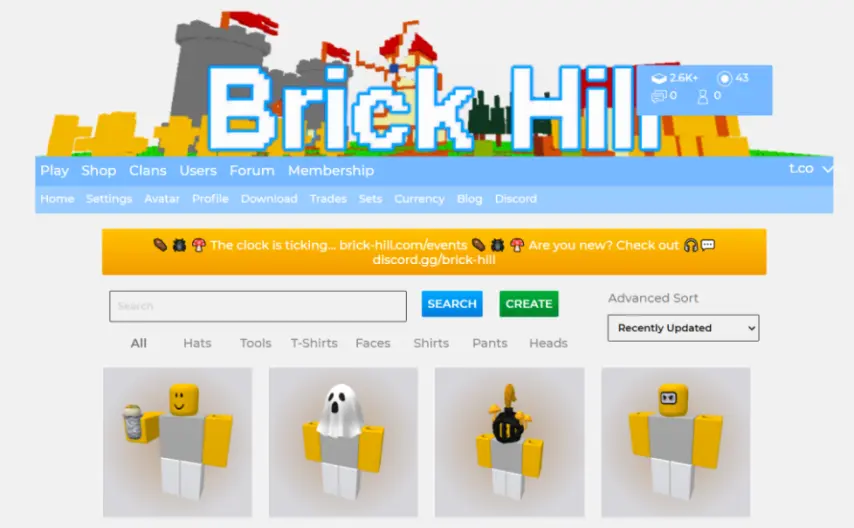 Brick Hill
2.6K+ 43
0 0
Play Shop Clans Users Forum Membership t.co
Home Settings Avatar Profile Download Trades Sets Currency Blog Discord
The clock is ticking... brick-hill.com/events Are you new? Check out
discord.gg/brick-hill
Advanced Sort
Search SEARCH CREATE
Recently Updated
All Hats Tools T-Shirts Faces Shirts Pants Heads